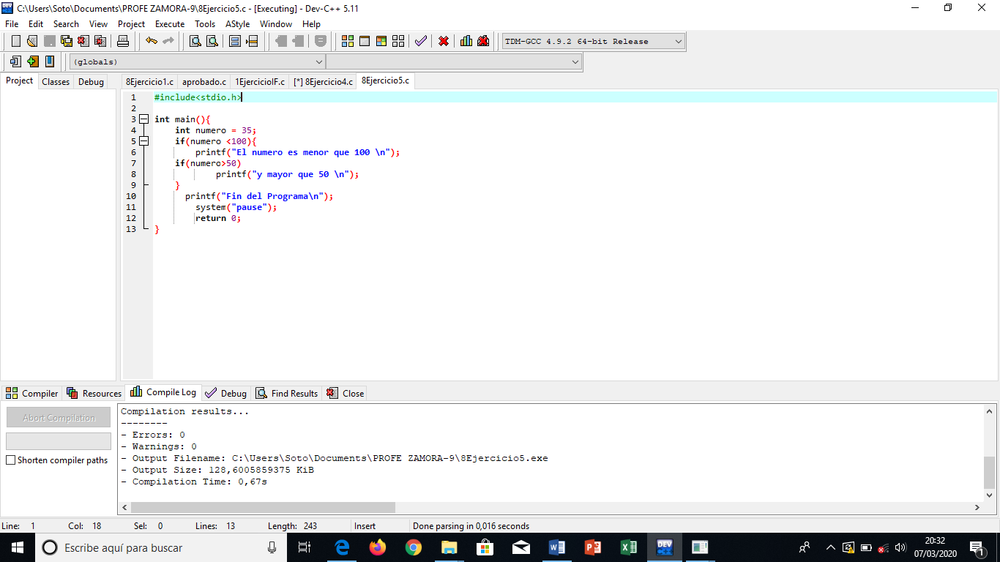 C:\Users\Soto\Documents\PROFE ZAMORA-9\8Ejercicio5.c - [Executing] - Dev-C++ 5.11
File Edit Search View Project Execute Tools AStyle Window Help
TDM-GCC 4.9.2 64-bit Release
(globals)
Project Classes Debug 8Ejercicio1.c aprobado.c 1EjercicioIF.c [*] 8Ejercicio4.c 8Ejercicio5.c
1 #include<stdio.h>
2
3 int main(){
4 int numero = 35;
5 if(numero <100){
6 printf("El numero es menor que 100 \n");
7 if(numero>50)
8 printf("y mayor que 50 \n");
9 }
10 printf("Fin del Programa\n");
11 system("pause");
12 return 0;
13 }
Compiler Resources Compile Log Debug Find Results Close
Abort Compilation
Shorten compiler paths
Compilation results...
--------
- Errors: 0
- Warnings: 0
- Output Filename: C:\Users\Soto\Documents\PROFE ZAMORA-9\8Ejercicio5.exe
- Output Size: 128,6005859375 KiB
- Compilation Time: 0,67s
Line: 1 Col: 18 Sel: 0 Lines: 13 Length: 243 Insert Done parsing in 0,016 seconds
Escribe aquí para buscar
DEV
20:32
07/03/2020
1